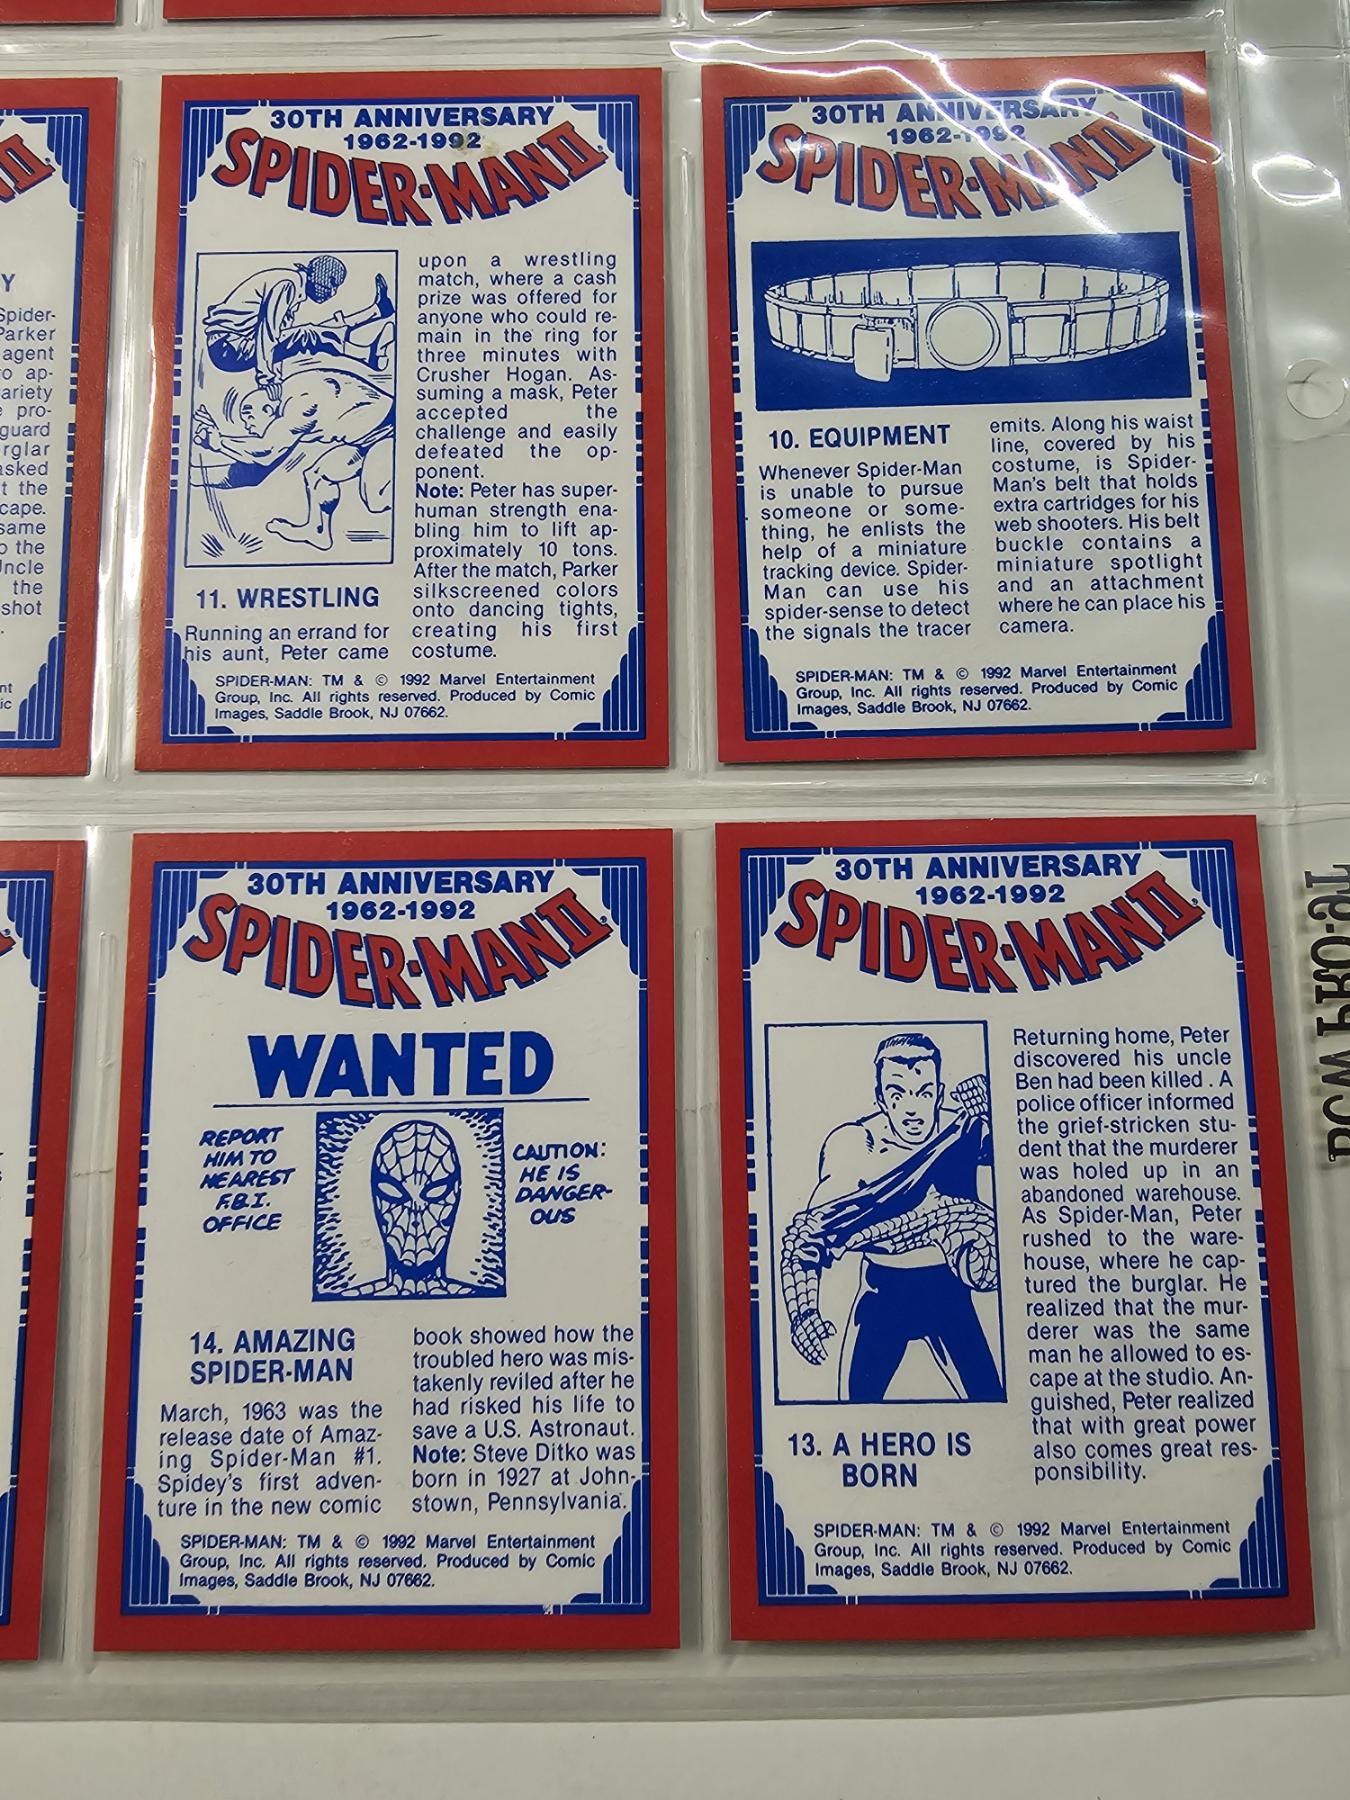 Y
Spider-
Parker
agent
to ap-
ariety
pro-
guard
rglar
asked
t the
cape.
same
o the
Uncle
the
shot
30TH ANNIVERSARY
1962-1992
SPIDER-MAN II
upon a wrestling
match, where a cash
prize was offered for
anyone who could re-
main in the ring for
three minutes with
Crusher Hogan. As-
suming a mask, Peter
accepted the
challenge and easily
defeated the op-
ponent.
Note: Peter has super-
human strength ena-
bling him to lift ap-
proximately 10 tons.
After the match, Parker
silkscreened colors
onto dancing tights,
creating his first
costume.
11. WRESTLING
Running an errand for
his aunt, Peter came
SPIDER-MAN: TM & © 1992 Marvel Entertainment
Group, Inc. All rights reserved. Produced by Comic
Images, Saddle Brook, NJ 07662.
30TH ANNIVERSARY
1962-1992
SPIDER-MAN II
10. EQUIPMENT
Whenever Spider-Man
is unable to pursue
someone or some-
thing, he enlists the
help of a miniature
tracking device. Spider-
Man can use his
spider-sense to detect
the signals the tracer
emits. Along his waist
line, covered by his
costume, is Spider-
Man's belt that holds
extra cartridges for his
web shooters. His belt
buckle contains a
miniature spotlight
and an attachment
where he can place his
camera.
SPIDER-MAN: TM & © 1992 Marvel Entertainment
Group, Inc. All rights reserved. Produced by Comic
Images, Saddle Brook, NJ 07662.
30TH ANNIVERSARY
1962-1992
SPIDER-MAN II
WANTED
REPORT
HIM TO
NEAREST
F.B.I.
OFFICE
CAUTION:
HE IS
DANGER-
OUS
14. AMAZING
SPIDER-MAN
March, 1963 was the
release date of Amaz-
ing Spider-Man #1.
Spidey's first adven-
ture in the new comic
book showed how the
troubled hero was mis-
takenly reviled after he
had risked his life to
save a U.S. Astronaut.
Note: Steve Ditko was
born in 1927 at John-
stown, Pennsylvania.
SPIDER-MAN: TM & © 1992 Marvel Entertainment
Group, Inc. All rights reserved. Produced by Comic
Images, Saddle Brook, NJ 07662.
30TH ANNIVERSARY
1962-1992
SPIDER-MAN II
Returning home, Peter
discovered his uncle
Ben had been killed . A
police officer informed
the grief-stricken stu-
dent that the murderer
was holed up in an
abandoned warehouse.
As Spider-Man, Peter
rushed to the ware-
house, where he cap-
tured the burglar. He
realized that the mur-
derer was the same
man he allowed to es-
cape at the studio. An-
guished, Peter realized
that with great power
also comes great res-
ponsibility.
13. A HERO IS
BORN
SPIDER-MAN: TM & © 1992 Marvel Entertainment
Group, Inc. All rights reserved. Produced by Comic
Images, Saddle Brook, NJ 07662.